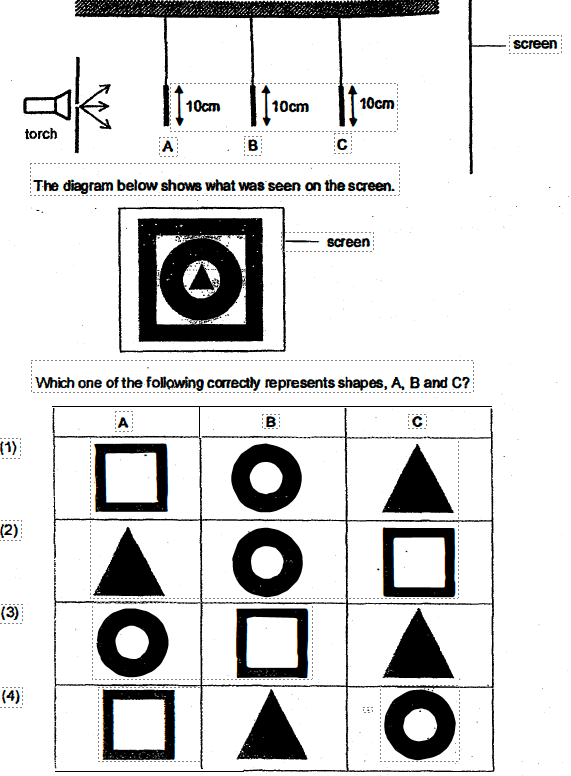 screen
10cm 10cm 10cm
torch
A B C
The diagram below shows what was seen on the screen.
screen
Which one of the following correctly represents shapes, A, B and C?
A B C
(1)
(2)
(3)
(4)